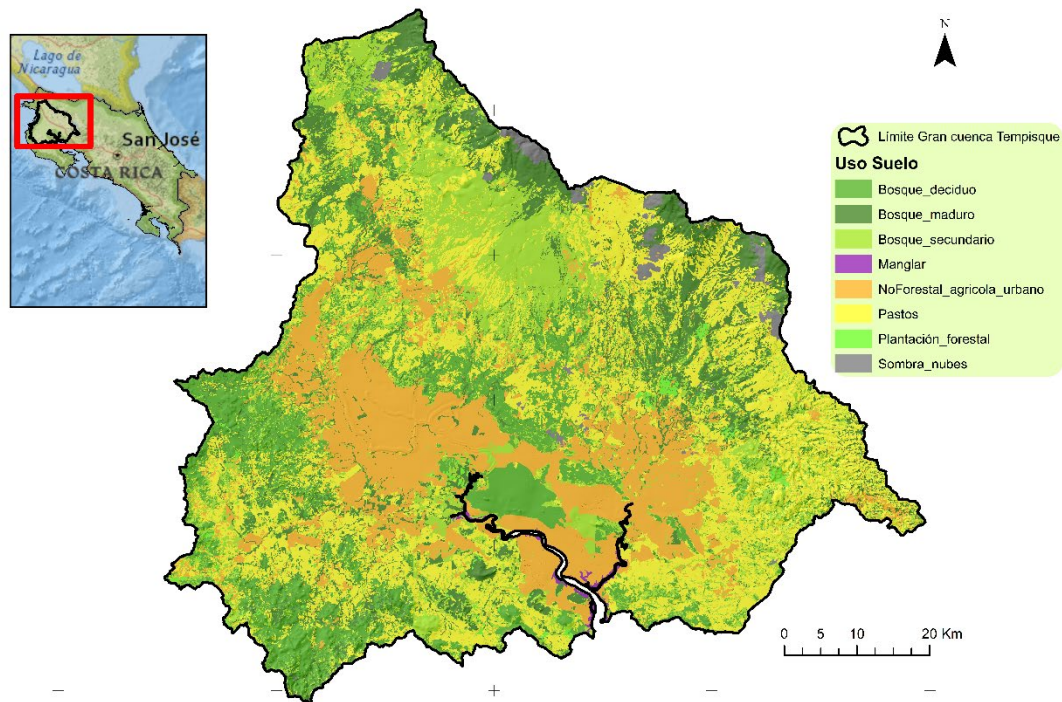 Lago de
Nicaragua
San José
COSTA RICA
N
Límite Gran cuenca Tempisque
Uso Suelo
Bosque_deciduo
Bosque_maduro
Bosque_secundario
Manglar
NoForestal_agricola_urbano
Pastos
Plantación_forestal
Sombra_nubes
0 5 10 20 Km